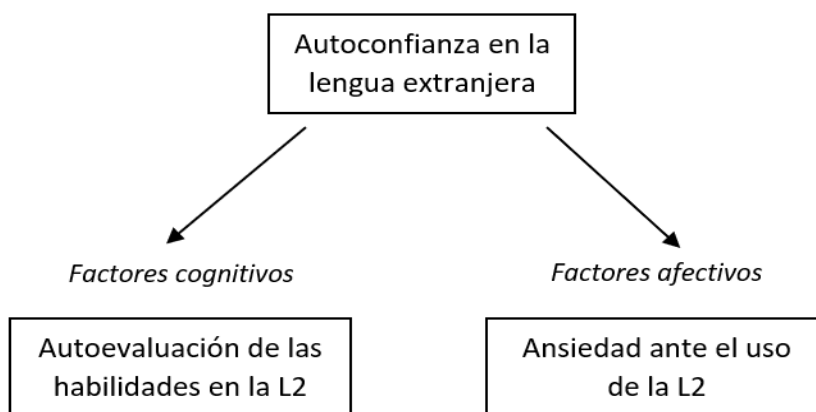 Autoconfianza en la
lengua extranjera
Factores cognitivos
Factores afectivos
Autoevaluación de las
habilidades en la L2
Ansiedad ante el uso
de la L2